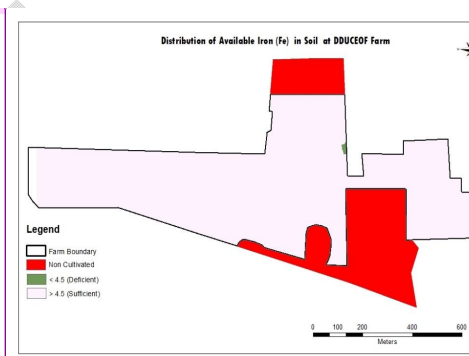 Distribution of Available Iron (Fe) in Soil at DDUCEOF Farm
Legend
Farm Boundary
Non Cultivated
< 4.5 (Deficient)
> 4.5 (Sufficient)
0 100 200 400 600
Meters